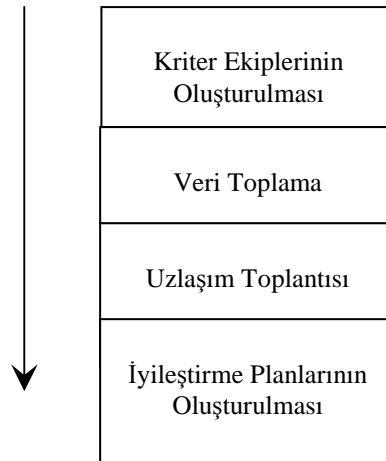 Kriter Ekiplerinin
Oluşturulması
Veri Toplama
Uzlaşım Toplantısı
İyileştirme Planlarının
Oluşturulması